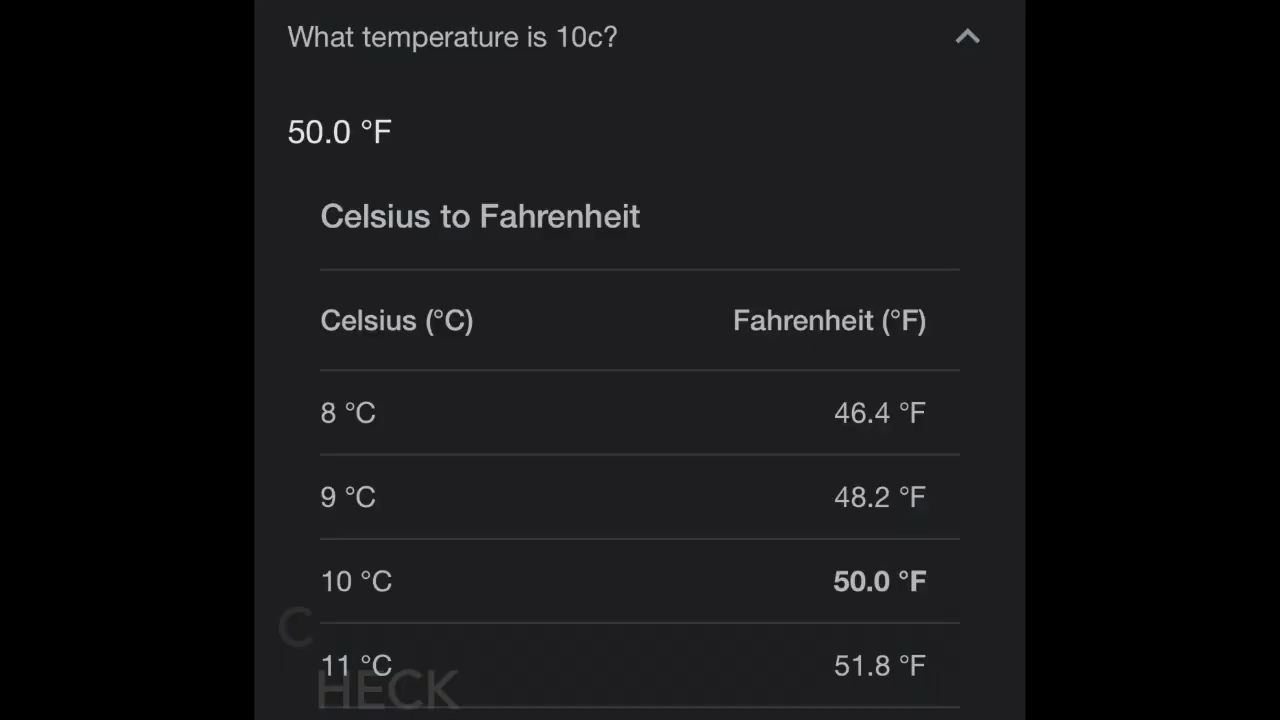 What temperature is 10c?
50.0 °F
Celsius to Fahrenheit
Celsius (°C) Fahrenheit (°F)
8 °C 46.4 °F
9 °C 48.2 °F
10 °C 50.0 °F
C
11 °C 51.8 °F
HECK